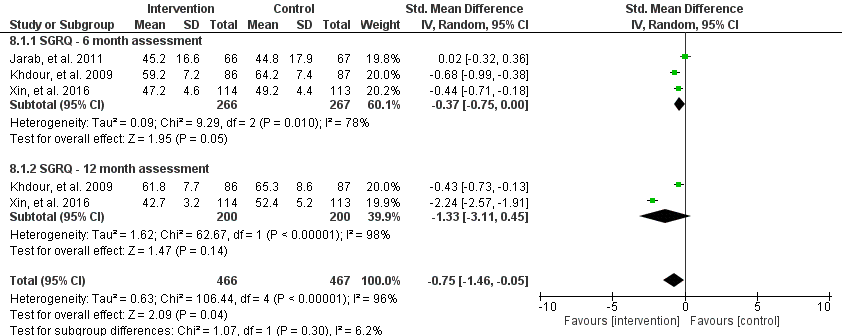 Intervention Control Std. Mean Difference Std. Mean Difference
Study or Subgroup Mean SD Total Mean SD Total Weight IV, Random, 95% CI IV, Random, 95% CI
8.1.1 SGRQ - 6 month assessment
Jarab, et al. 2011 45.2 16.6 66 44.8 17.9 67 19.8% 0.02 [-0.32, 0.36]
Khdour, et al. 2009 59.2 7.2 86 64.2 7.4 87 20.0% -0.68 [-0.99, -0.38]
Xin, et al. 2016 47.2 4.6 114 49.2 4.4 113 20.2% -0.44 [-0.71, -0.18]
Subtotal (95% CI) 266 267 60.1% -0.37 [-0.75, 0.00]
Heterogeneity: Tau² = 0.09; Chi² = 9.29, df = 2 (P = 0.010); I² = 78%
Test for overall effect: Z = 1.95 (P = 0.05)
8.1.2 SGRQ - 12 month assessment
Khdour, et al. 2009 61.8 7.7 86 65.3 8.6 87 20.0% -0.43 [-0.73, -0.13]
Xin, et al. 2016 42.7 3.2 114 52.4 5.2 113 19.9% -2.24 [-2.57, -1.91]
Subtotal (95% CI) 200 200 39.9% -1.33 [-3.11, 0.45]
Heterogeneity: Tau² = 1.62; Chi² = 62.67, df = 1 (P < 0.00001); I² = 98%
Test for overall effect: Z = 1.47 (P = 0.14)
Total (95% CI) 466 467 100.0% -0.75 [-1.46, -0.05]
Heterogeneity: Tau² = 0.63; Chi² = 106.44, df = 4 (P < 0.00001); I² = 96%
Test for overall effect: Z = 2.09 (P = 0.04)
Test for subgroup differences: Chi² = 1.07, df = 1 (P = 0.30), I² = 6.2%
-10 -5 0 5 10
Favours [intervention] Favours [control]